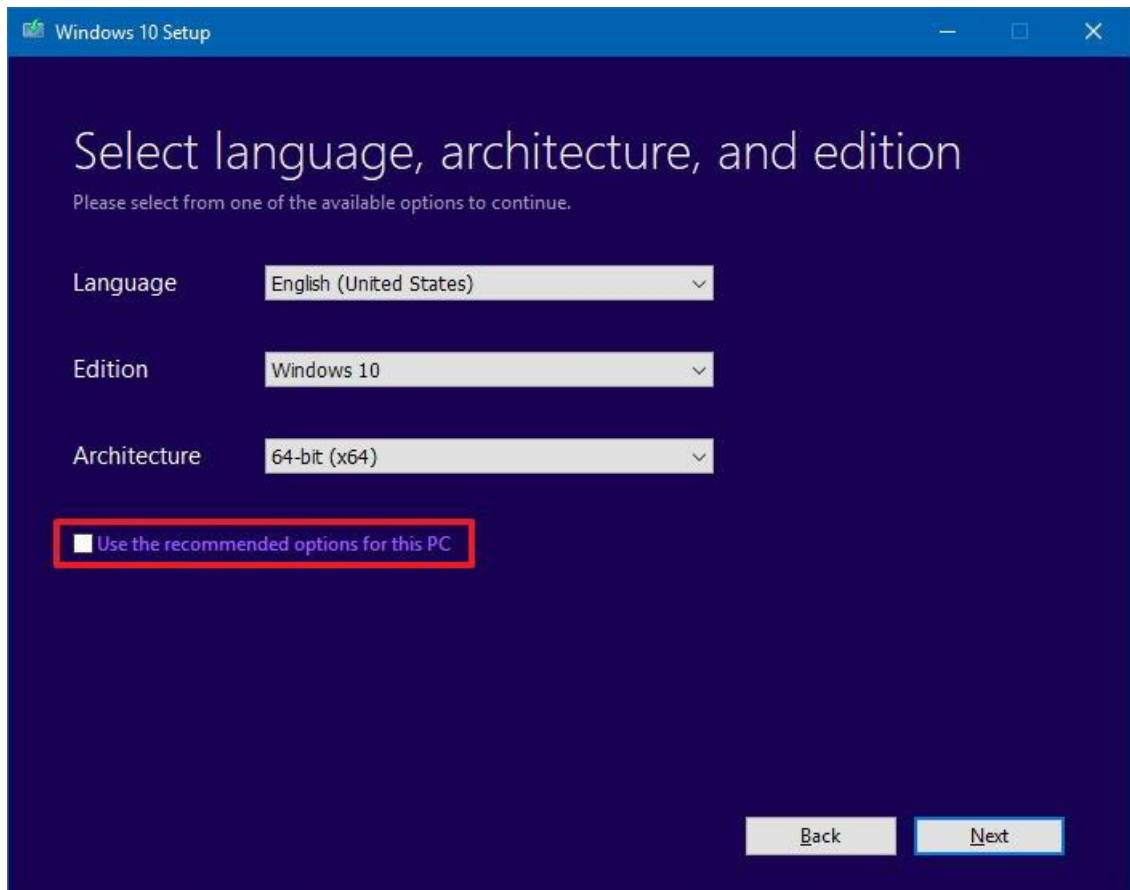 Windows 10 Setup
Select language, architecture, and edition
Please select from one of the available options to continue.
Language English (United States)
Edition Windows 10
Architecture 64-bit (x64)
Use the recommended options for this PC
Back Next